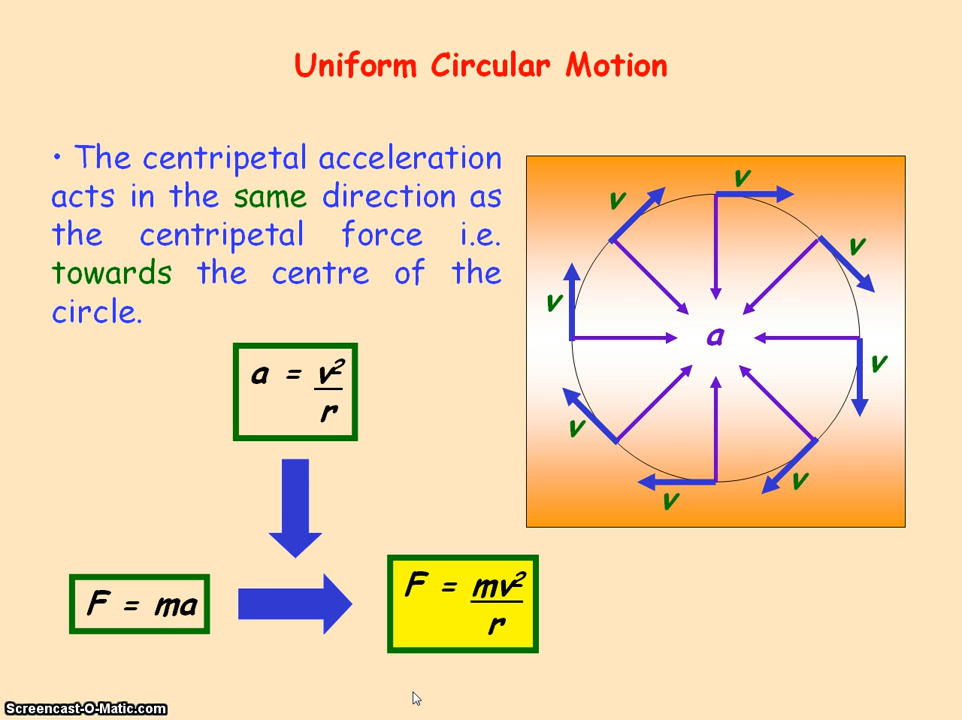 Uniform Circular Motion
• The centripetal acceleration
acts in the same direction as
the centripetal force i.e.
towards the centre of the
circle.
a = v²
r
F = ma
F = mv²
r
v
v
v
v
v
a
v
v
v
Screencast-O-Matic.com